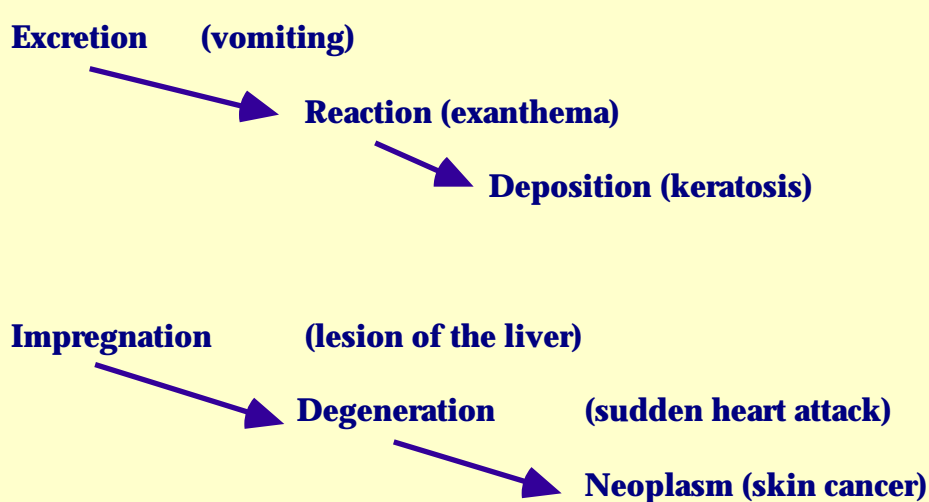 Excretion (vomiting)
Reaction (exanthema)
Deposition (keratosis)
Impregnation (lesion of the liver)
Degeneration (sudden heart attack)
Neoplasm (skin cancer)